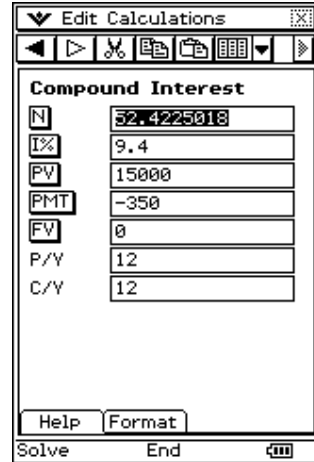 Edit Calculations
Compound Interest
N 52.4225018
I% 9.4
PV 15000
PMT -350
FV 0
P/Y 12
C/Y 12
Help Format
Solve End